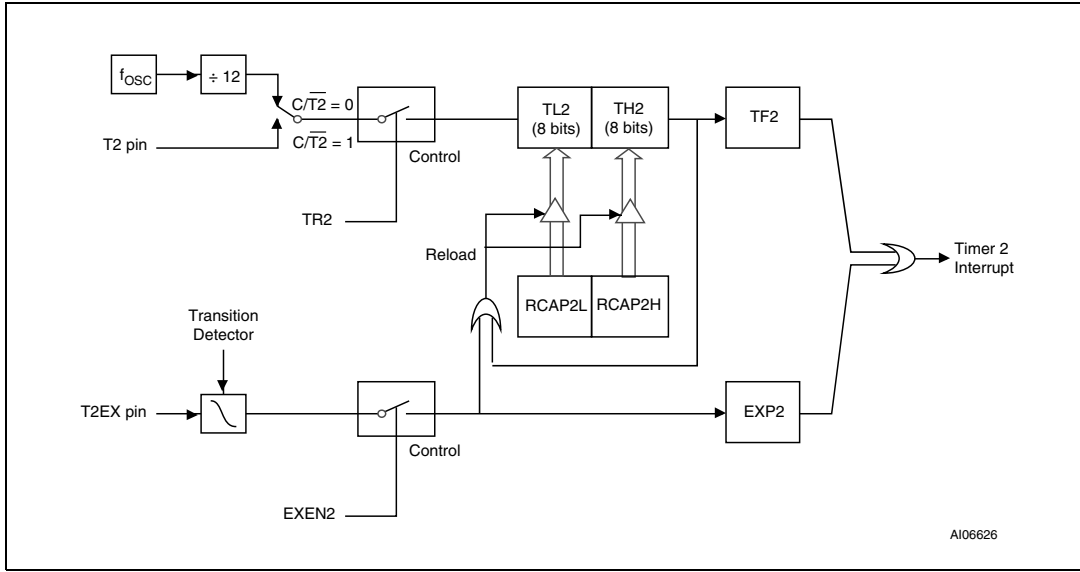 fOSC
÷ 12
C/T2 = 0
T2 pin
C/T2 = 1
Control
TR2
TL2
(8 bits)
TH2
(8 bits)
TF2
Reload
RCAP2L
RCAP2H
Timer 2
Interrupt
Transition
Detector
T2EX pin
Control
EXEN2
EXP2
AI06626